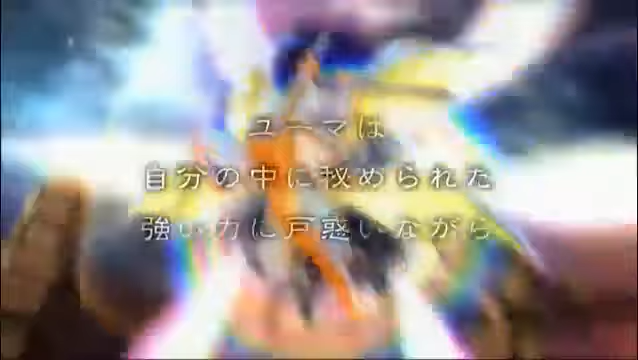 ユーマは
自分の中に秘められた
強い力に戸惑いながら